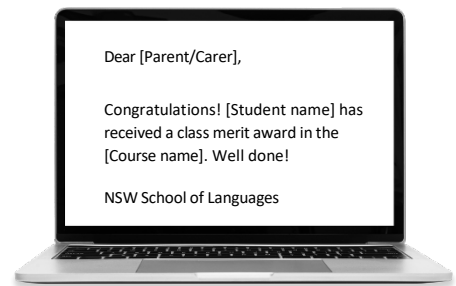 Dear [Parent/Carer],
Congratulations! [Student name] has
received a class merit award in the
[Course name]. Well done!
NSW School of Languages